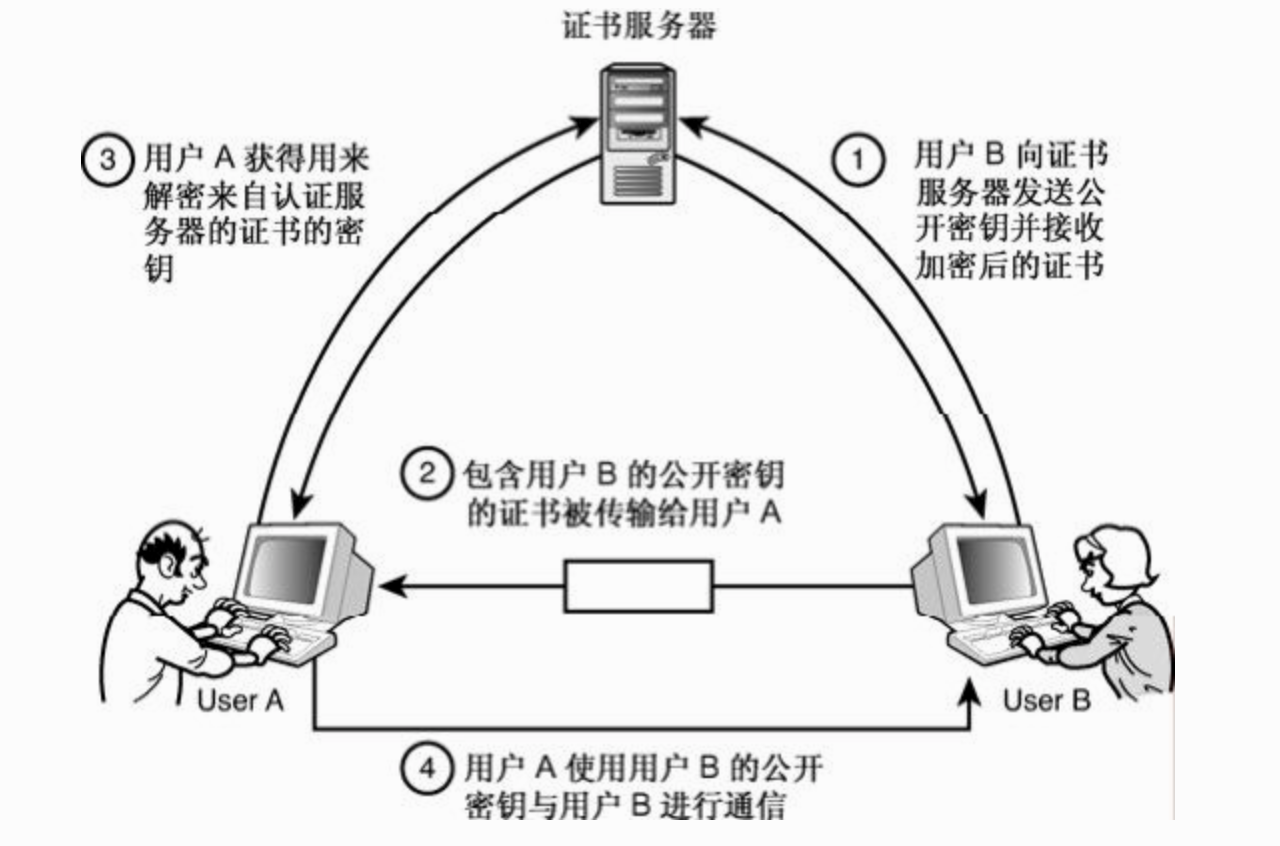 证书服务器
3
用户 A 获得用来
解密来自认证服
务器的证书的密
钥
1
用户 B 向证书
服务器发送公
开密钥并接收
加密后的证书
2
包含用户 B 的公开密钥
的证书被传输给用户 A
User A
User B
4
用户 A 使用用户 B 的公开
密钥与用户 B 进行通信